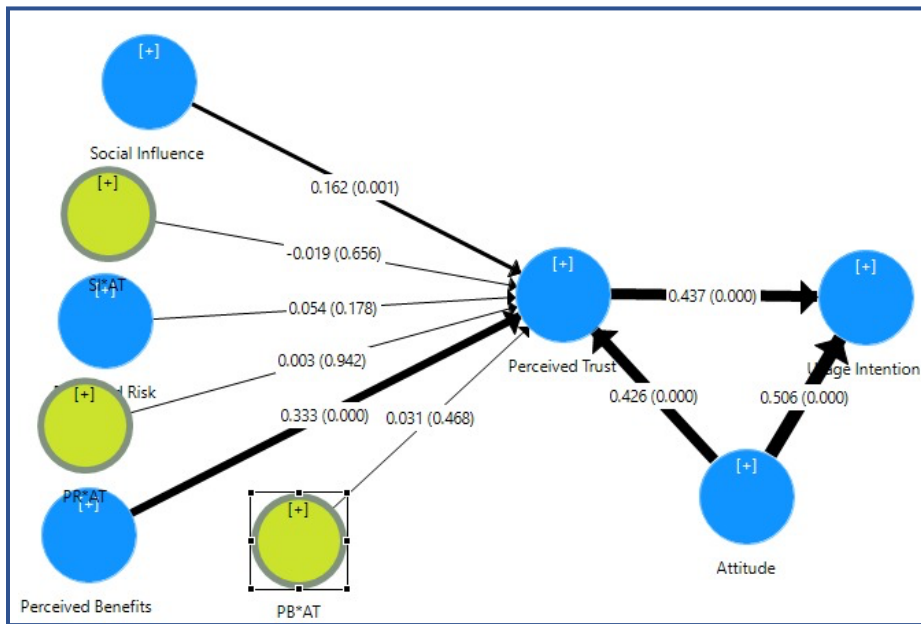 [+]
Social Influence
[+]
SI*AT
[+]
Risk
[+]
PR*AT
[+]
Perceived Benefits
[+]
PB*AT
0.162 (0.001)
-0.019 (0.656)
0.054 (0.178)
0.003 (0.942)
0.333 (0.000)
0.031 (0.468)
[+]
Perceived Trust
0.437 (0.000)
0.426 (0.000)
0.506 (0.000)
[+]
Usage Intention
[+]
Attitude